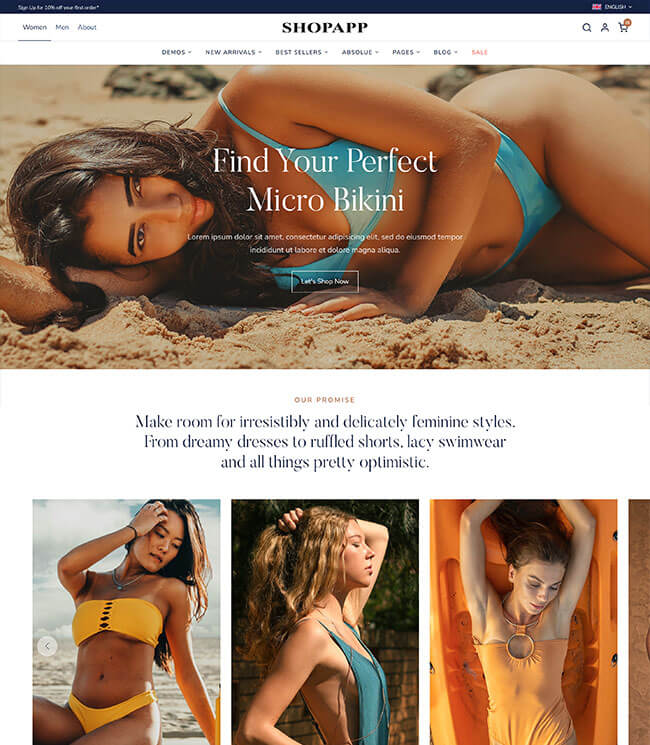 Sign Up for 10% off your first order*
ENGLISH
Women Men About
SHOPAPP
DEMOS NEW ARRIVALS BEST SELLERS ABSOLUE PAGES BLOG SALE
Find Your Perfect
Micro Bikini
Lorem ipsum dolor sit amet, consectetur adipisicing elit, sed do eiusmod tempor
incididunt ut labore et dolore magna aliqua.
Let's Shop Now
OUR PROMISE
Make room for irresistibly and delicately feminine styles.
From dreamy dresses to ruffled shorts, lacy swimwear
and all things pretty optimistic.